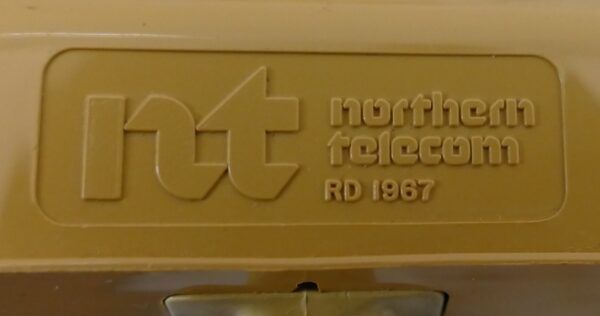 nt
northern
telecom
RD 1967